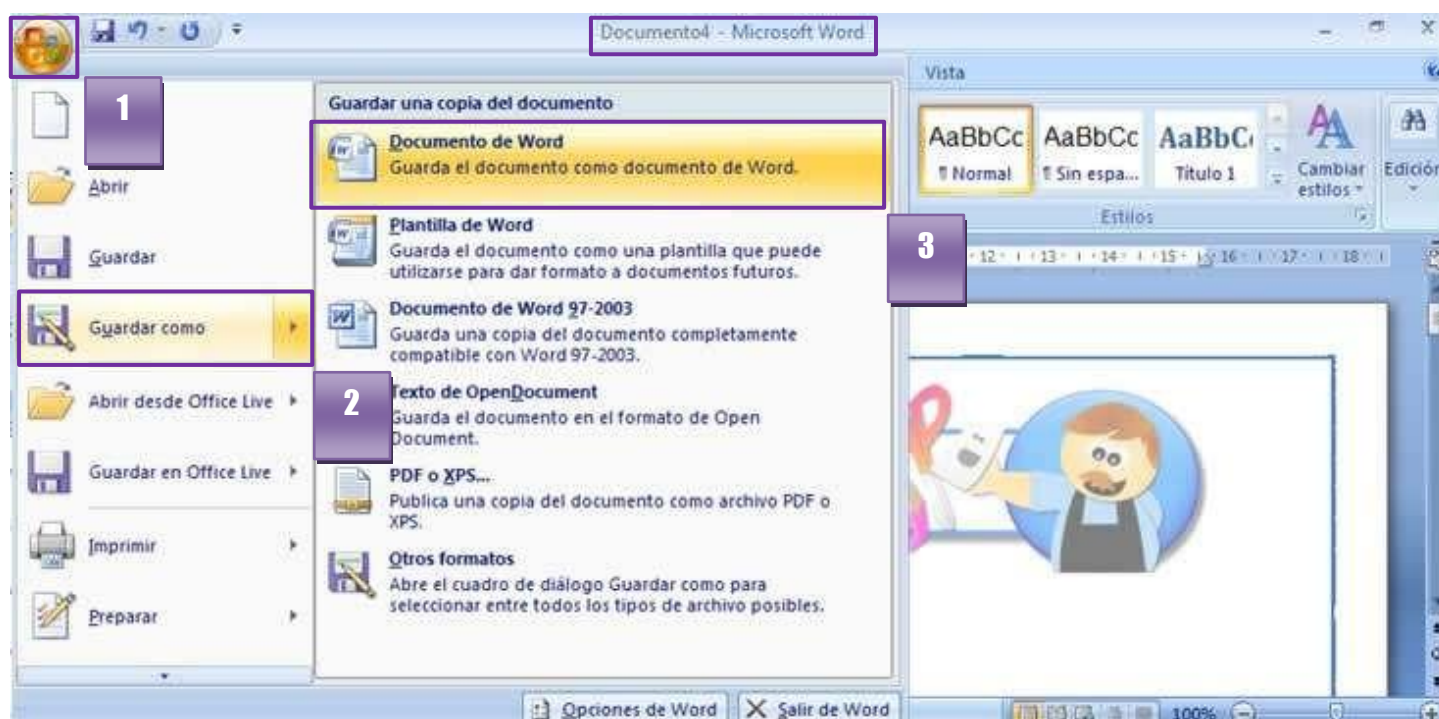 Documento4 - Microsoft Word
Vista
1
Abrir
Guardar
Guardar como
2
Abrir desde Office Live
Guardar en Office Live
Imprimir
Preparar
Guardar una copia del documento
Documento de Word
Guarda el documento como documento de Word.
3
Plantilla de Word
Guarda el documento como una plantilla que puede
utilizarse para dar formato a documentos futuros.
Documento de Word 97-2003
Guarda una copia del documento completamente
compatible con Word 97-2003.
Texto de OpenDocument
Guarda el documento en el formato de Open
Document.
PDF o XPS...
Publica una copia del documento como archivo PDF o
XPS.
Otros formatos
Abre el cuadro de diálogo Guardar como para
seleccionar entre todos los tipos de archivo posibles.
Opciones de Word
Salir de Word
AaBbCc AaBbCc AaBbC
¶ Normal ¶ Sin espa... Título 1
Cambiar
estilos
Edición
Estilos
12 13 14 15 16 17 18
100%